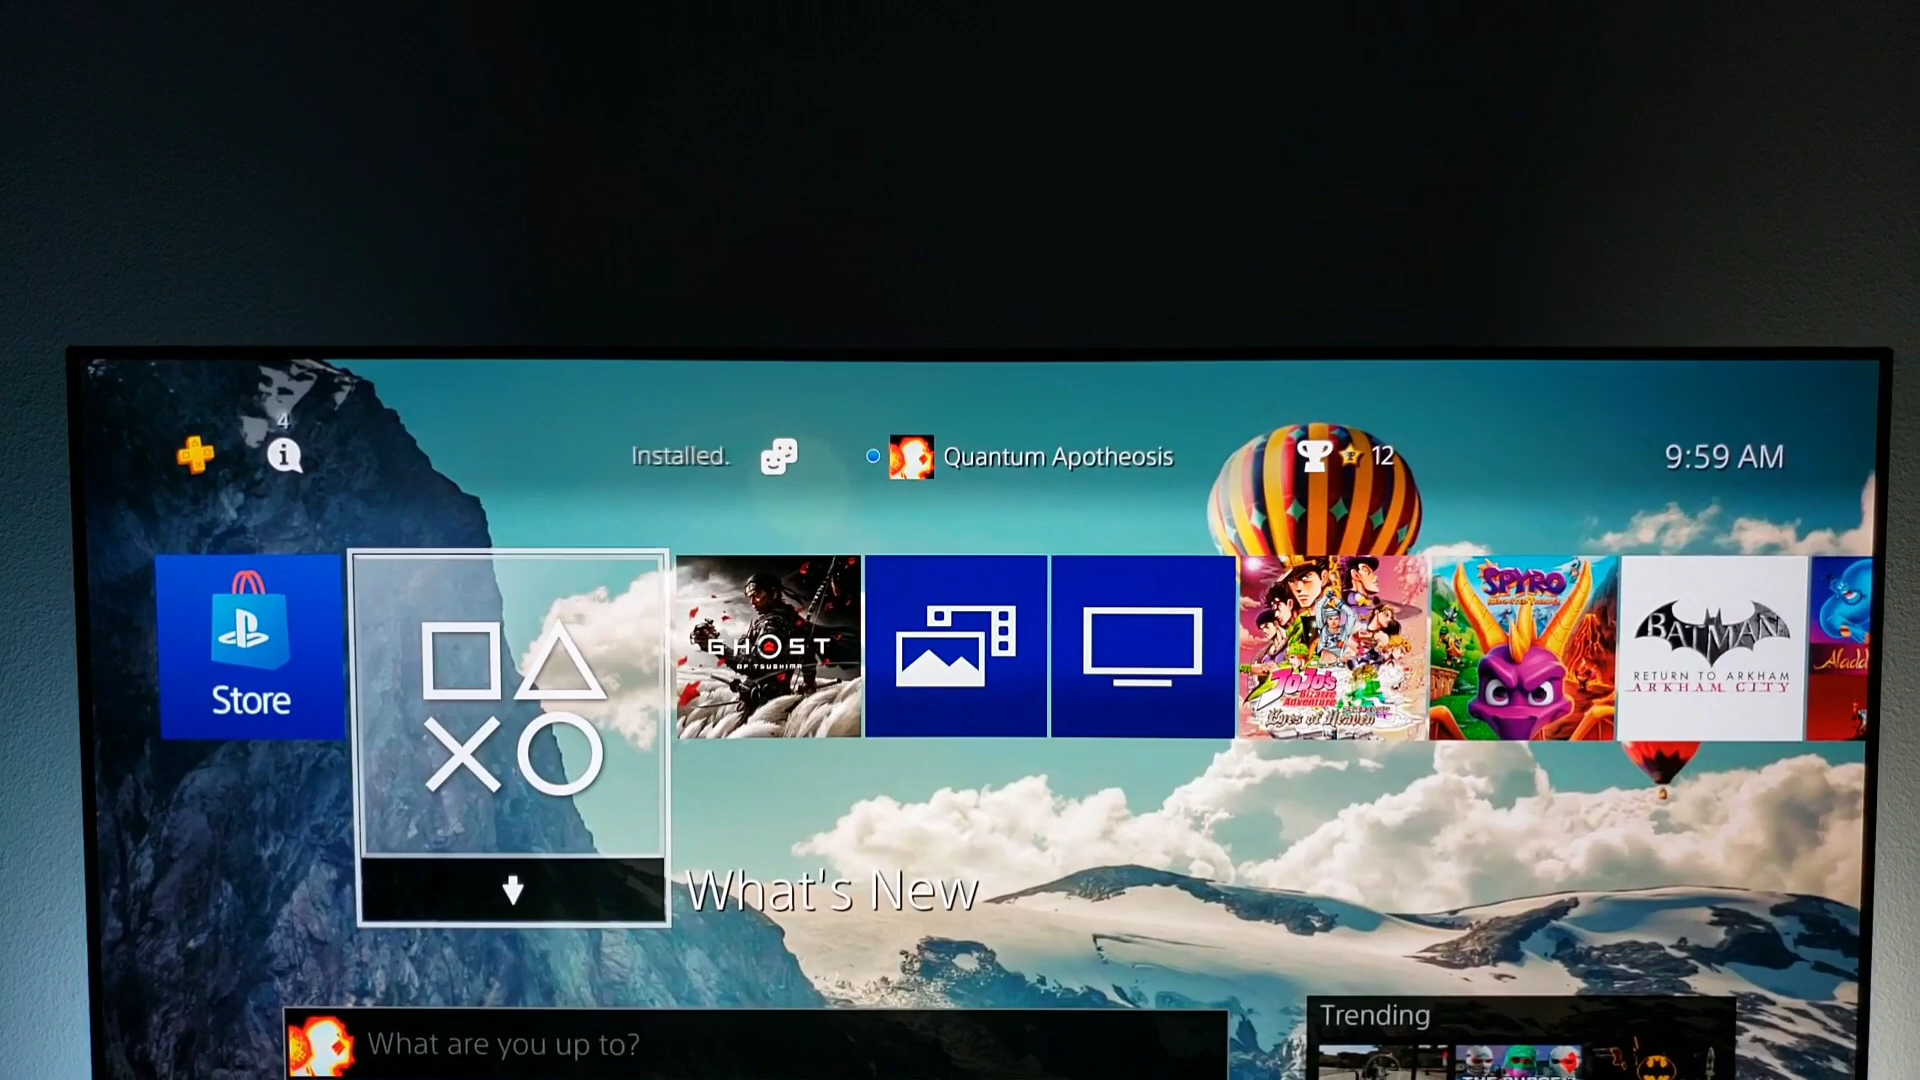 4
Installed.
Quantum Apotheosis
12
9:59 AM
Store
GHOST
OF TSUSHIMA
JoJo's
Bizarre
Adventure
Eyes of Heaven
SPYRO
BATMAN
RETURN TO ARKHAM
ARKHAM CITY
Aladd
What's New
What are you up to?
Trending